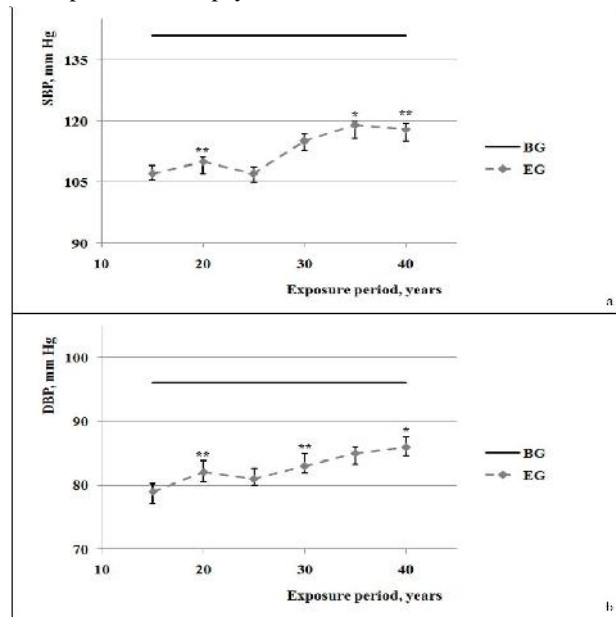 135
SBP, mm Hg
120
105
90
* **
**
BG
EG
10 20 30 40
Exposure period, years
a
100
DBP, mm Hg
90
80
70
*
** **
BG
EG
10 20 30 40
Exposure period, years
b